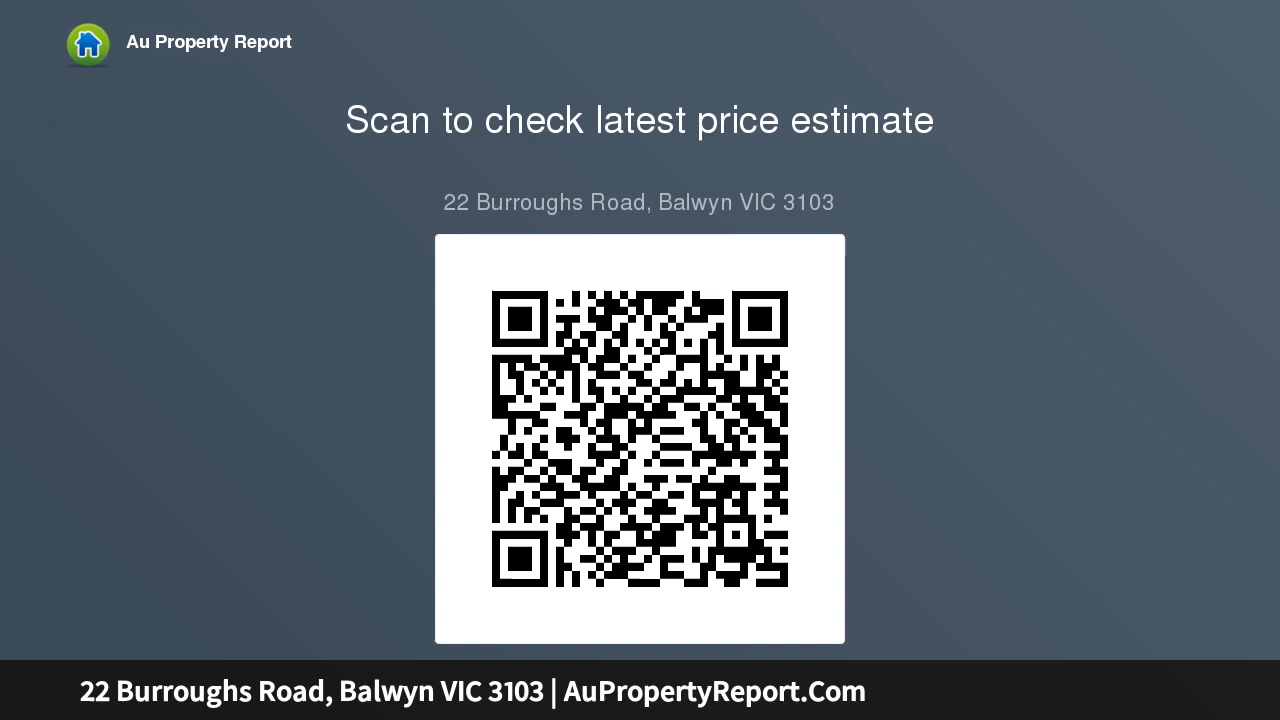 Au Property Report
Scan to check latest price estimate
22 Burroughs Road, Balwyn VIC 3103
22 Burroughs Road, Balwyn VIC 3103 | AuPropertyReport.Com